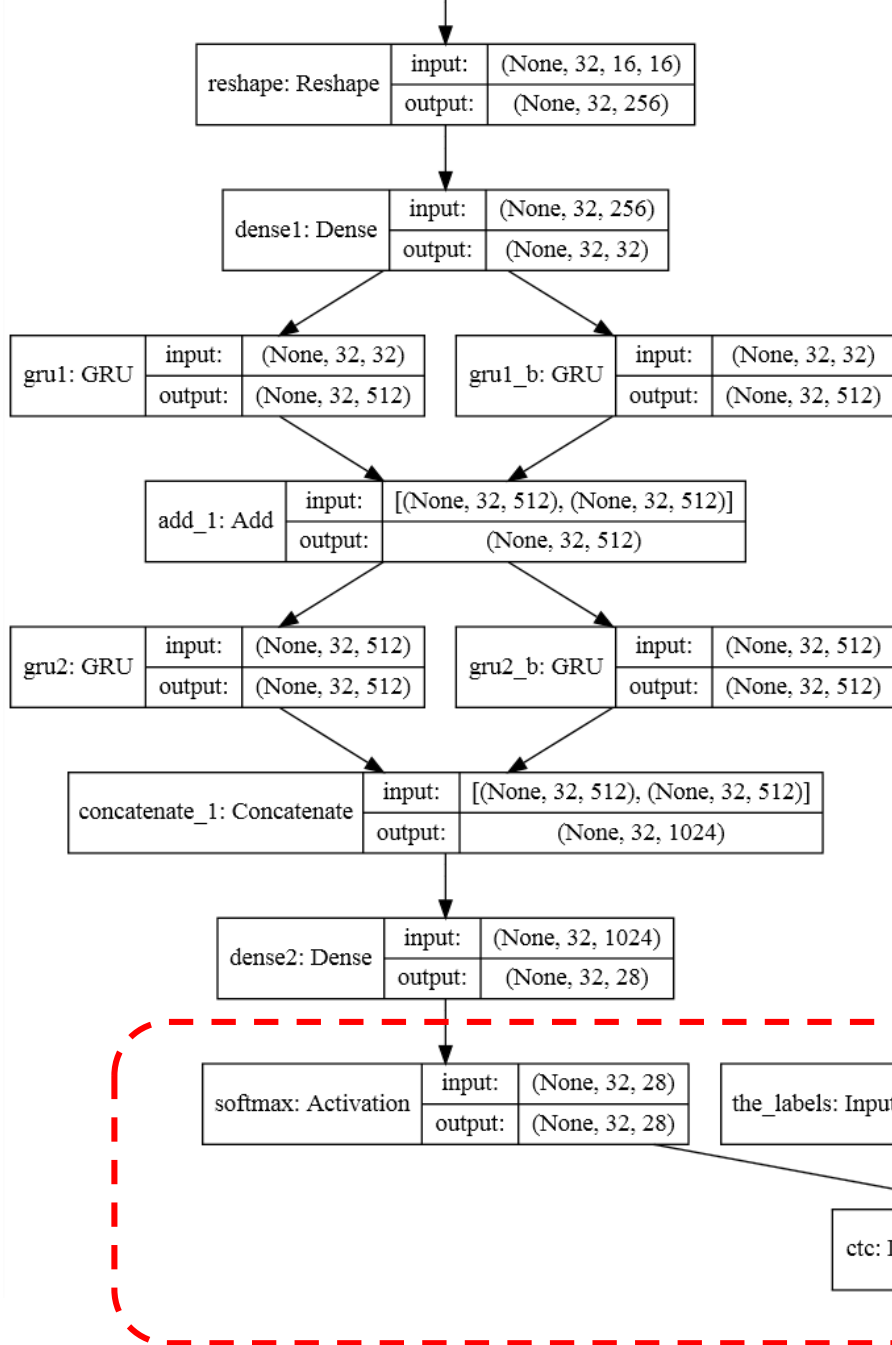 reshape: Reshape
input: (None, 32, 16, 16)
output: (None, 32, 256)
dense1: Dense
input: (None, 32, 256)
output: (None, 32, 32)
gru1: GRU
input: (None, 32, 32)
output: (None, 32, 512)
gru1_b: GRU
input: (None, 32, 32)
output: (None, 32, 512)
add_1: Add
input: [(None, 32, 512), (None, 32, 512)]
output: (None, 32, 512)
gru2: GRU
input: (None, 32, 512)
output: (None, 32, 512)
gru2_b: GRU
input: (None, 32, 512)
output: (None, 32, 512)
concatenate_1: Concatenate
input: [(None, 32, 512), (None, 32, 512)]
output: (None, 32, 1024)
dense2: Dense
input: (None, 32, 1024)
output: (None, 32, 28)
softmax: Activation
input: (None, 32, 28)
output: (None, 32, 28)
the_labels: Input
ctc: